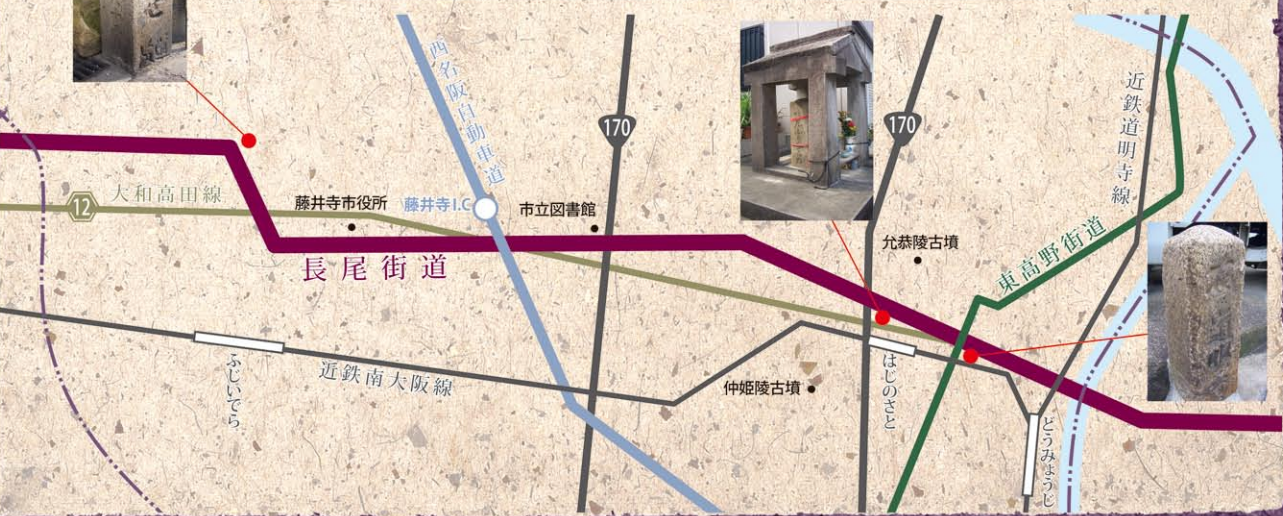 西名阪自動車道
170
170
近鉄道明寺線
12
大和高田線
藤井寺市役所
藤井寺I.C
市立図書館
長尾街道
允恭陵古墳
東高野街道
ふじいでら
近鉄南大阪線
仲姫陵古墳
はじのさと
どうみょうじ